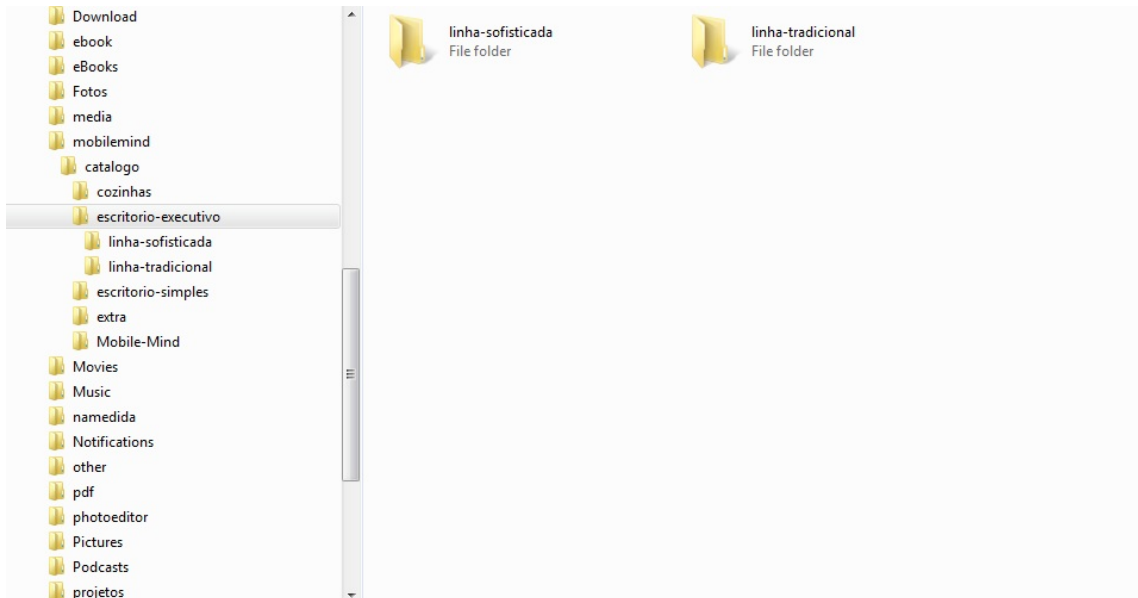 Download
ebook
eBooks
Fotos
media
mobilemind
catalogo
cozinhas
escritorio-executivo
linha-sofisticada
linha-tradicional
escritorio-simples
extra
Mobile-Mind
Movies
Music
namedida
Notifications
other
pdf
photoeditor
Pictures
Podcasts
projetos
linha-sofisticada
File folder
linha-tradicional
File folder